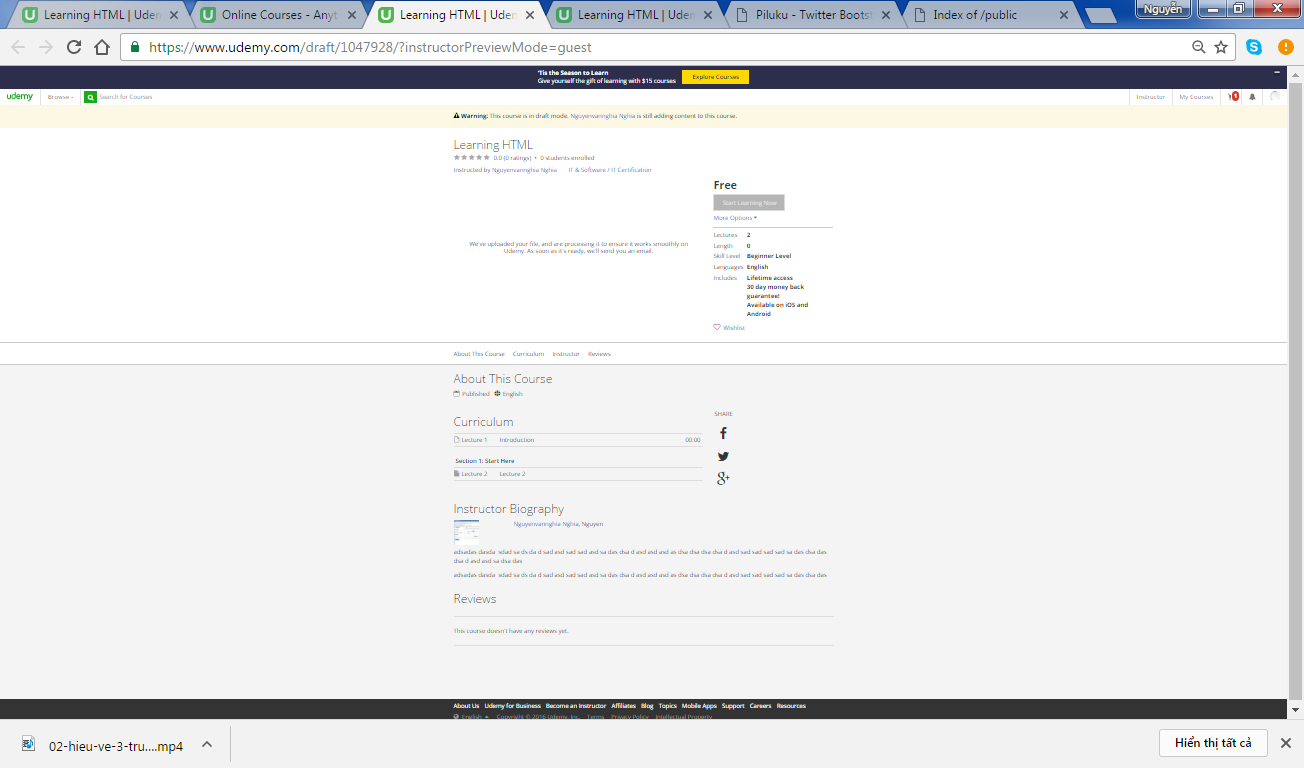 Learning HTML | Uden
Online Courses - Anyt
Learning HTML | Uden
Learning HTML | Uden
Piluku - Twitter Bootst
Index of /public
Nguyễn
https://www.udemy.com/draft/1047928/?instructorPreviewMode=guest
'Tis the Season to Learn
Give yourself the gift of learning with $15 courses
Explore Courses
udemy
Browse
Search for Courses
Instructor
My Courses
1
Warning: This course is in draft mode. Nguyenvannghia Nghia is still adding content to this course.
Learning HTML
0.0 (0 ratings) • 0 students enrolled
Instructed by Nguyenvannghia Nghia IT & Software / IT Certification
Free
Start Learning Now
More Options
Lectures 2
Length 0
Skill Level Beginner Level
Languages English
Includes Lifetime access
30 day money back
guarantee!
Available on iOS and
Android
Wishlist
We've uploaded your file, and are processing it to ensure it works smoothly on
Udemy. As soon as it's ready, we'll send you an email.
About This Course Curriculum Instructor Reviews
About This Course
Published English
Curriculum
Lecture 1 Introduction 00:00
Section 1: Start Here
Lecture 2 Lecture 2
SHARE
Instructor Biography
Nguyenvannghia Nghia, Nguyen
adsadas dasda sdad sa ds da d sad asd sad sad asd sa das dsa d asd asd asd as dsa dsa dsa dsa d asd sad sad sad sad sa das dsa das
dsa d asd asd sa dsa das
adsadas dasda sdad sa ds da d sad asd sad sad asd sa das dsa d asd asd asd as dsa dsa dsa dsa d asd sad sad sad sad sa das dsa das
Reviews
This course doesn't have any reviews yet.
About Us Udemy for Business Become an Instructor Affiliates Blog Topics Mobile Apps Support Careers Resources
English Copyright © 2016 Udemy, Inc. Terms Privacy Policy Intellectual Property
02-hieu-ve-3-tru....mp4
Hiển thị tất cả